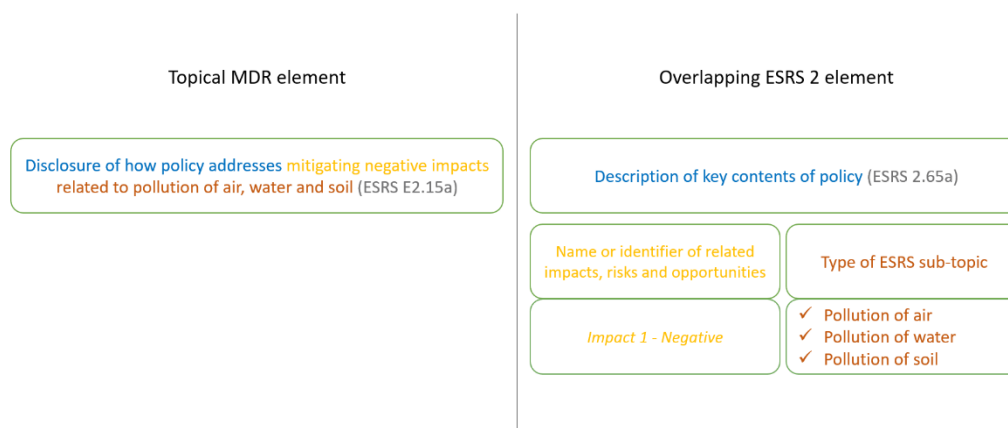 Topical MDR element
Overlapping ESRS 2 element
Disclosure of how policy addresses mitigating negative impacts
related to pollution of air, water and soil (ESRS E2.15a)
Description of key contents of policy (ESRS 2.65a)
Name or identifier of related
impacts, risks and opportunities
Type of ESRS sub-topic
Impact 1 - Negative
✓ Pollution of air
✓ Pollution of water
✓ Pollution of soil